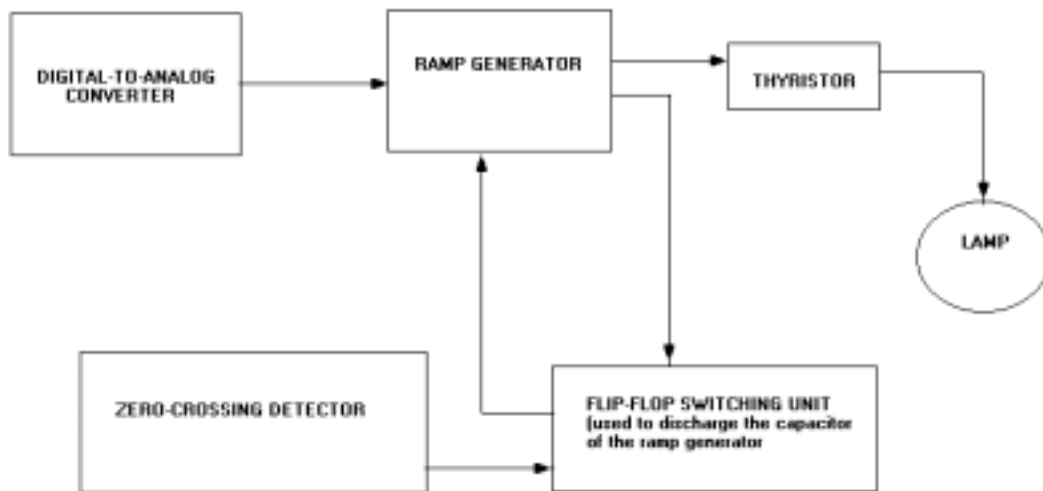 DIGITAL-TO-ANALOG
CONVERTER
RAMP GENERATOR
THYRISTOR
LAMP
ZERO-CROSSING DETECTOR
FLIP-FLOP SWITCHING UNIT
(used to discharge the capacitor
of the ramp generator